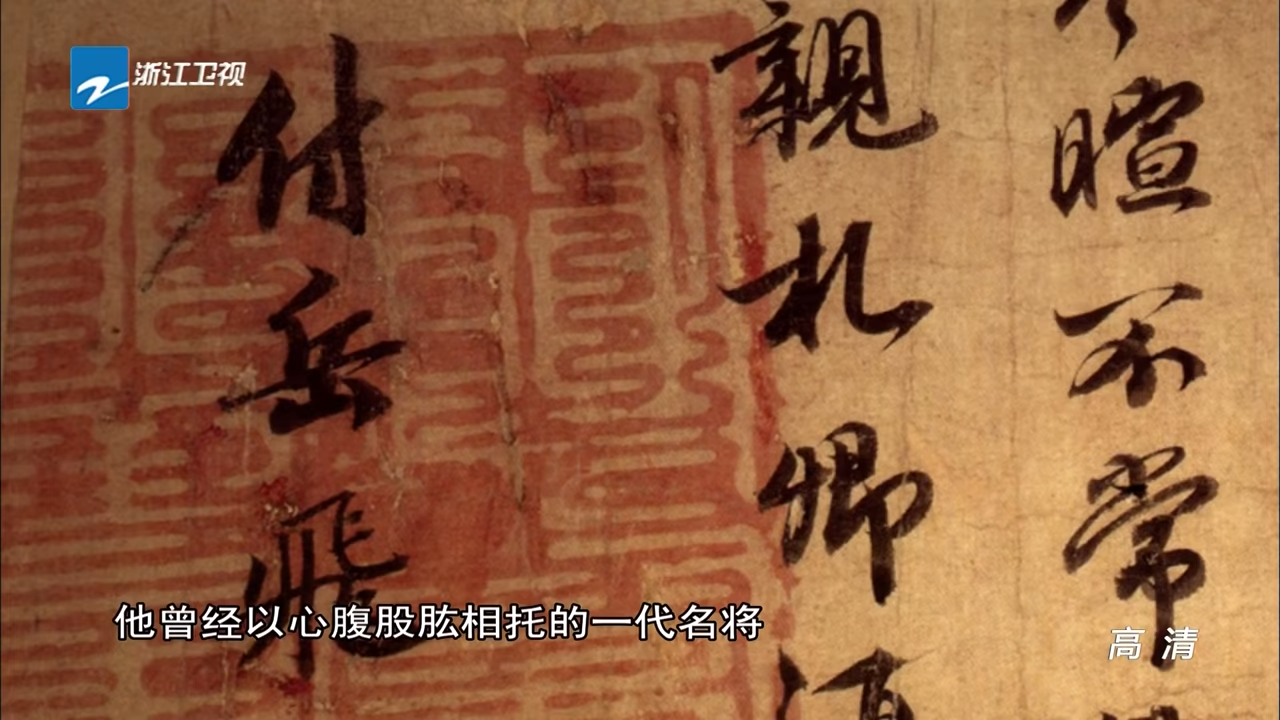 浙江卫视
暄不常
親札卿須
付岳飛
他曾经以心腹股肱相托的一代名将
高清